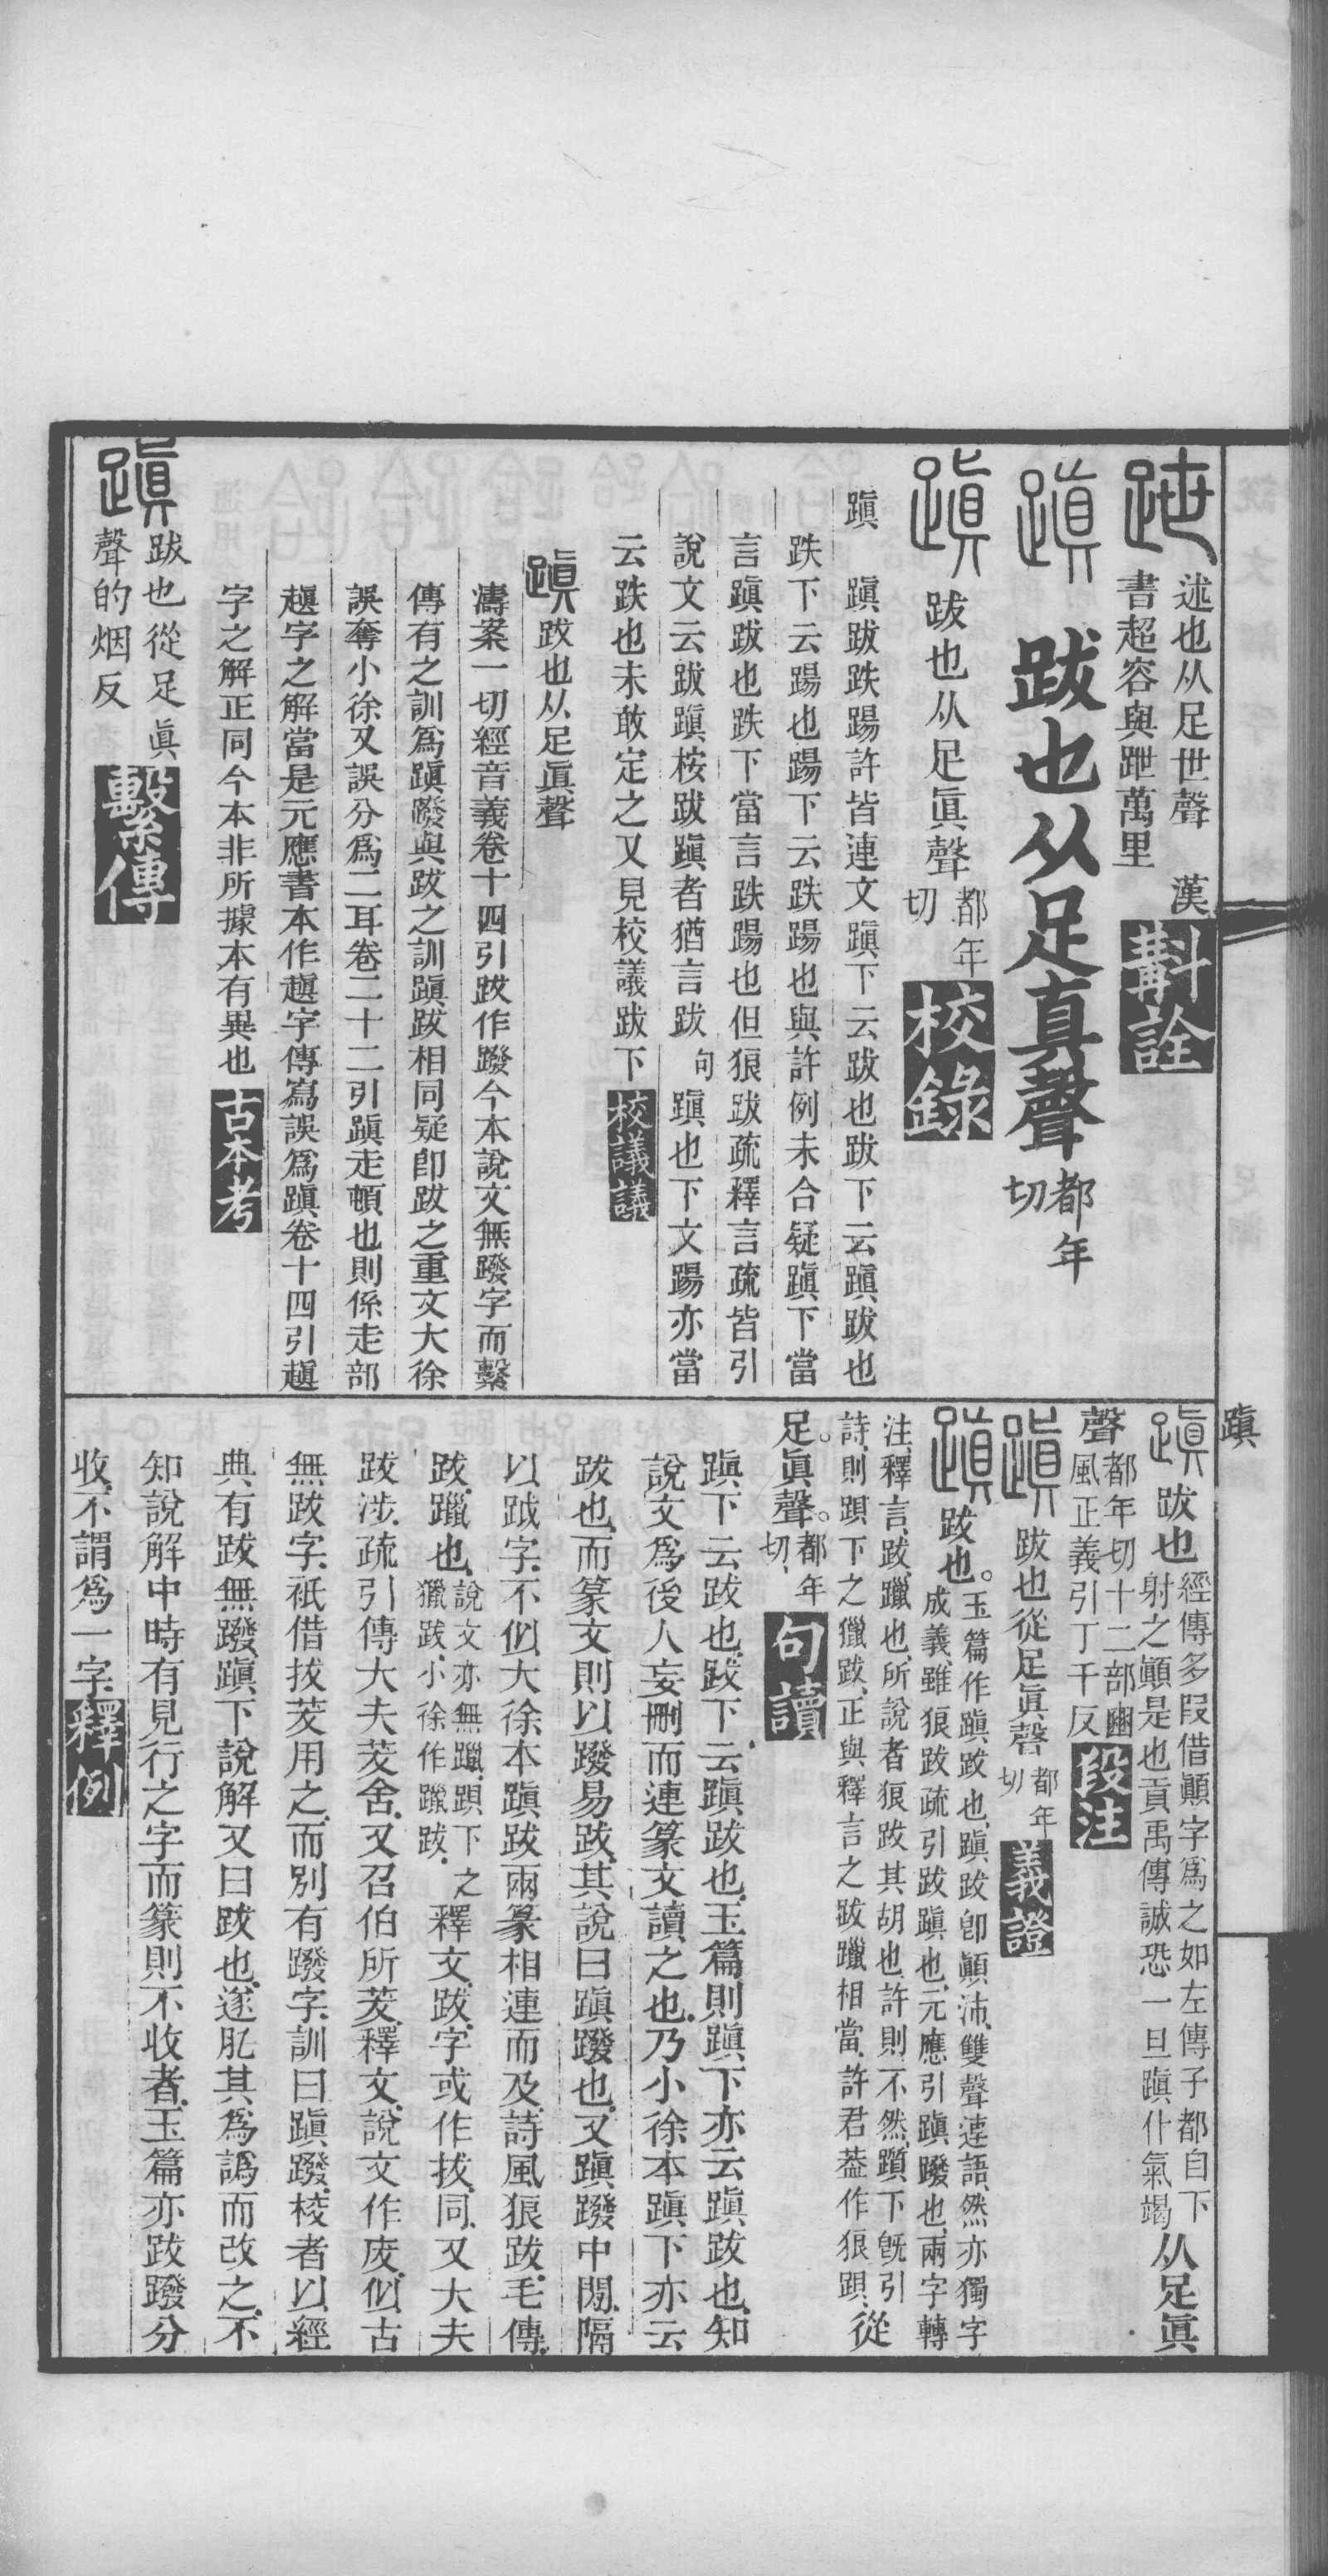 跇 述也从足世聲 漢
書超容與跇萬里 斠詮
蹎 跋也从足真聲 都年
切
蹎 跋也从足眞聲 都年
切 校錄
蹎 蹎跋跌踼許皆連文蹎下云跋也跋下云蹎跋也
跌下云踼也踼下云跌踼也與許例未合疑蹎下當
言蹎跋也跌下當言跌踼也但狼跋疏釋言疏皆引
說文云跋蹎桉跋蹎者猶言跋 句 蹎也下文踼亦當
云跌也未敢定之又見校議跋下 校議議
蹎 跋也从足眞聲
濤案一切經音義卷十四引跋作蹳今本說文無蹳字而繫
傳有之訓爲蹎蹳與跋之訓蹎跋相同疑卽跋之重文大徐
誤奪小徐又誤分爲二耳卷二十二引蹎走頓也則係走部
趚字之解當是元應書本作趚字傳寫誤爲蹎卷十四引趚
字之解正同今本非所據本有異也 古本考
蹎 跋也從足眞
聲的烟反 繫傳
蹎
蹎 跋也 經傳多叚借顚字爲之如左傳子都自下
射之顚是也貢禹傳誠恐一旦蹎仆氣竭 从足眞
聲 都年切十二部豳
風正義引丁千反 段注
蹎 跋也從足眞聲 都年
切 義證
蹎 跋也。 玉篇作蹎跋也、蹎跋卽顚沛、雙聲連語、然亦獨字
成義、雖狼跋疏引跋蹎也、元應引蹎蹳也、兩字轉
注、釋言、跋、躐也、所說者狼跋其胡也、許則不然、躓下旣引
詩、則跟下之獵跋、正與釋言之跋躐相當、許君葢作狼跟、從
足。眞聲。 都年
切、 句讀
蹎下云跋也、跋下云蹎跋也、玉篇則蹎下亦云蹎跋也、知
說文爲後人妄刪而連篆文讀之也、乃小徐本蹎下亦云
跋也、而篆文則以蹳易跋、其說曰蹎蹳也、又蹎蹳中閒、隔
以跐字、不似大徐本蹎跋兩篆相連而及、詩風狼跋、毛傳、
跋、躐也、 說文亦無躐、跟下之
獵跋、小徐作躐跋、 釋文、跋、字或作拔、同、又大夫
跋涉、疏引傳大夫茇舍、又召伯所茇、釋文、說文作废、似古
無跋字、祇借拔茇用之、而別有蹳字、訓曰蹎蹳、校者以經
典有跋無蹳、蹎下說解又曰跋也、遂肊其爲譌而改之、不
知說解中時有見行之字而篆則不收者、玉篇亦跋蹳分
收、不謂爲一字 釋例